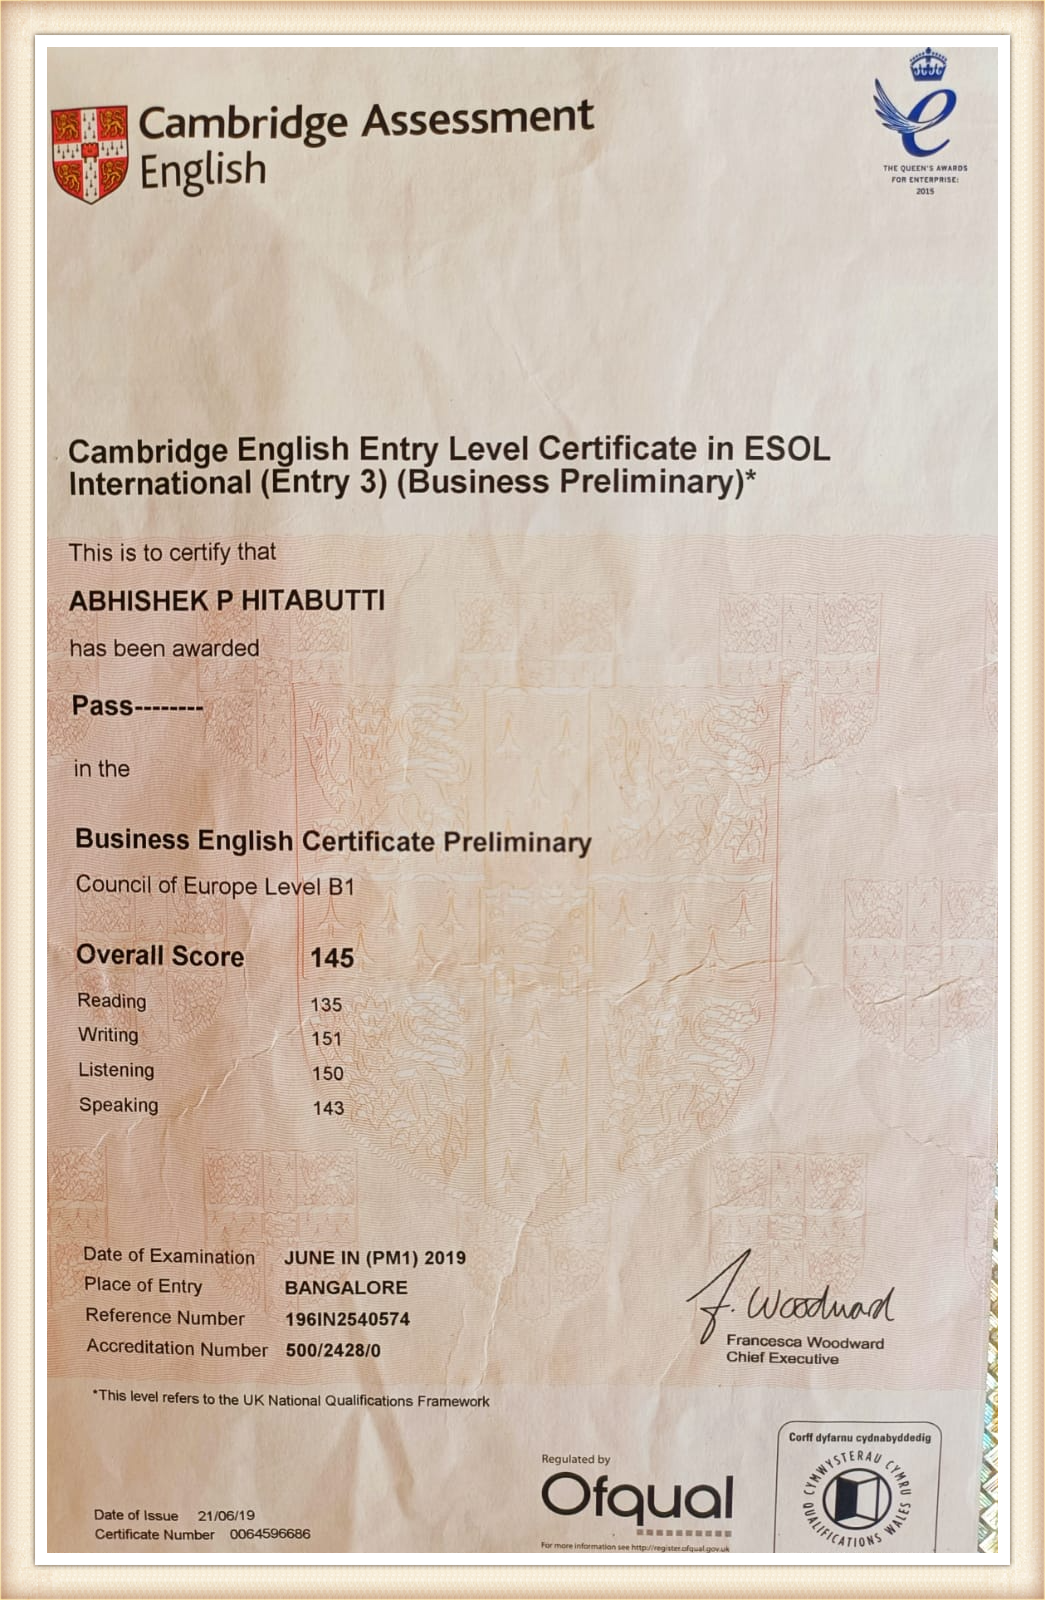 Cambridge Assessment
English
THE QUEEN'S AWARDS
FOR ENTERPRISE:
2015
Cambridge English Entry Level Certificate in ESOL
International (Entry 3) (Business Preliminary)*
This is to certify that
ABHISHEK P HITABUTTI
has been awarded
Pass--------
in the
Business English Certificate Preliminary
Council of Europe Level B1
Overall Score 145
Reading 135
Writing 151
Listening 150
Speaking 143
Date of Examination JUNE IN (PM1) 2019
Place of Entry BANGALORE
Reference Number 196IN2540574
Accreditation Number 500/2428/0
F. Woodward
Francesca Woodward
Chief Executive
*This level refers to the UK National Qualifications Framework
Regulated by
Ofqual
For more information see http://register.ofqual.gov.uk
Corff dyfarnu cydnabyddedig
CYMWYSTERAU CYMRU
QUALIFICATIONS WALES
Date of Issue 21/06/19
Certificate Number 0064596686